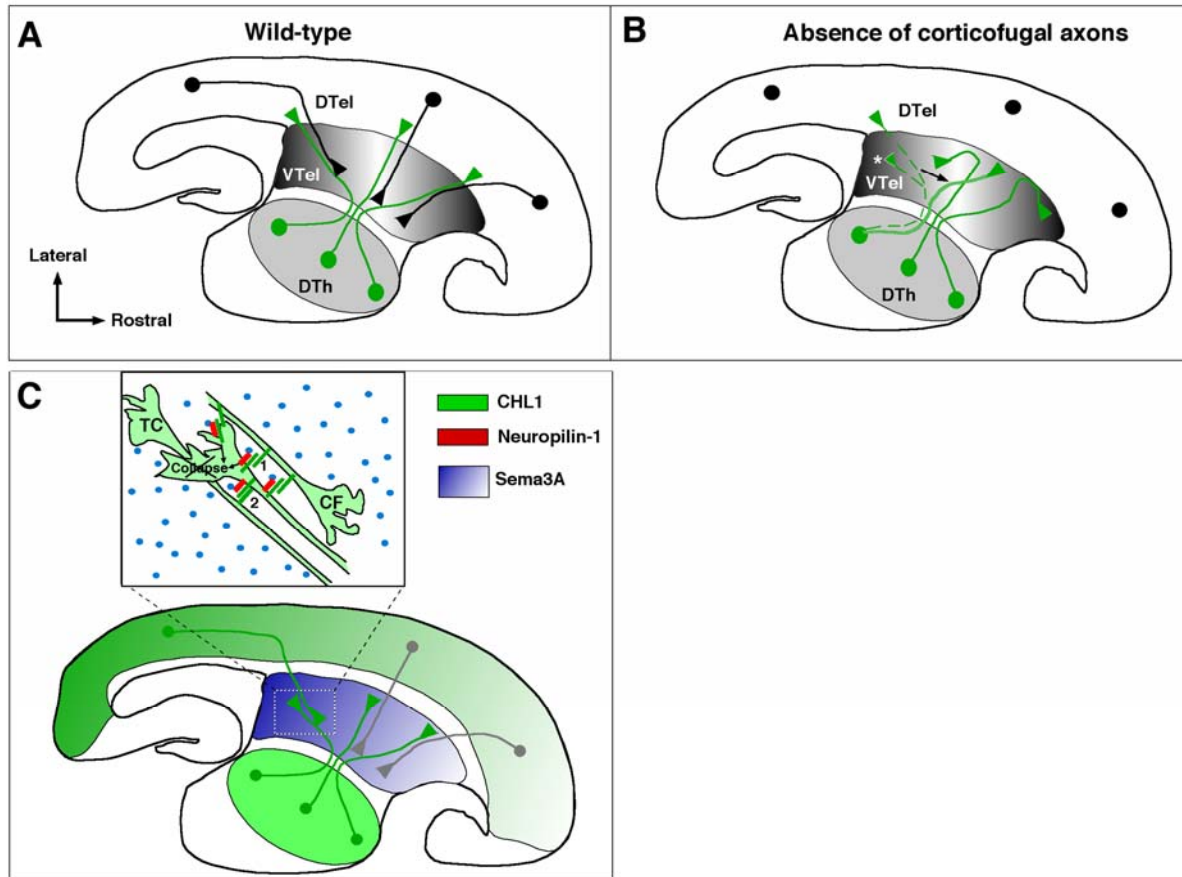 A
Wild-type
DTel
VTel
DTh
Lateral
Rostral
B
Absence of corticofugal axons
DTel
*
VTel
DTh
C
TC
Collapse
1
2
CF
CHL1
Neuropilin-1
Sema3A